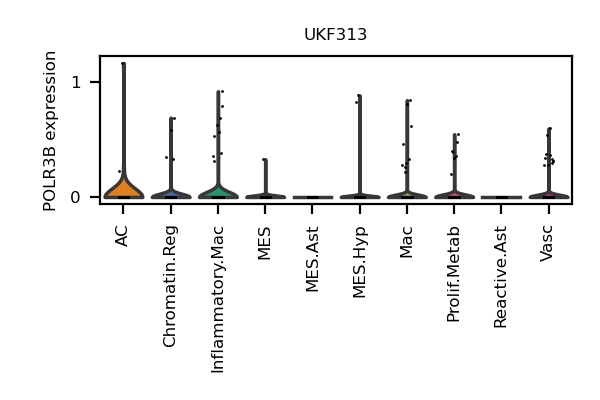 UKF313
POLR3B expression
1
0
AC
Chromatin.Reg
Inflammatory.Mac
MES
MES.Ast
MES.Hyp
Mac
Prolif.Metab
Reactive.Ast
Vasc